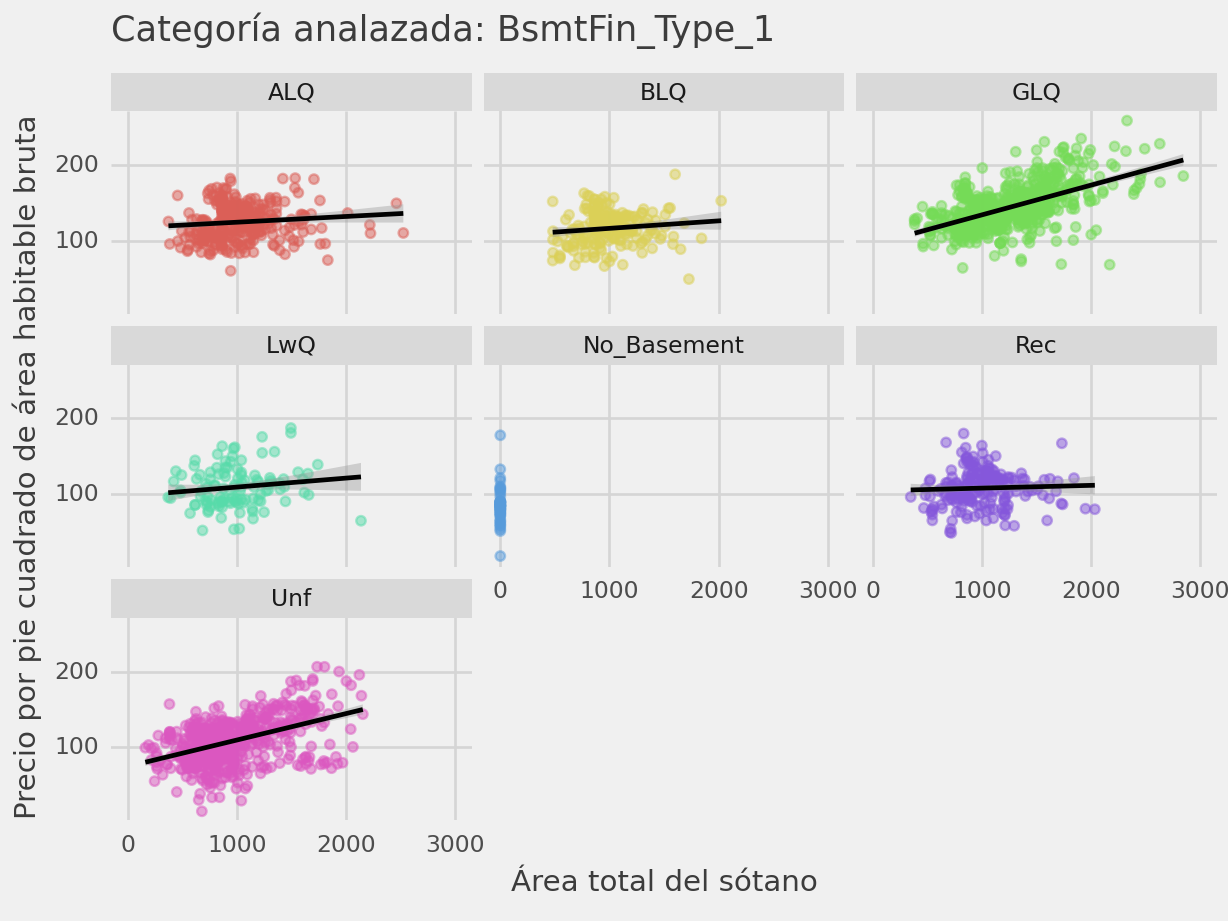 Categoría analazada: BsmtFin_Type_1
Precio por pie cuadrado de área habitable bruta
ALQ
BLQ
GLQ
200
100
LwQ
No_Basement
Rec
200
100
0 1000 2000 3000
0 1000 2000 3000
Unf
200
100
0 1000 2000 3000
Área total del sótano